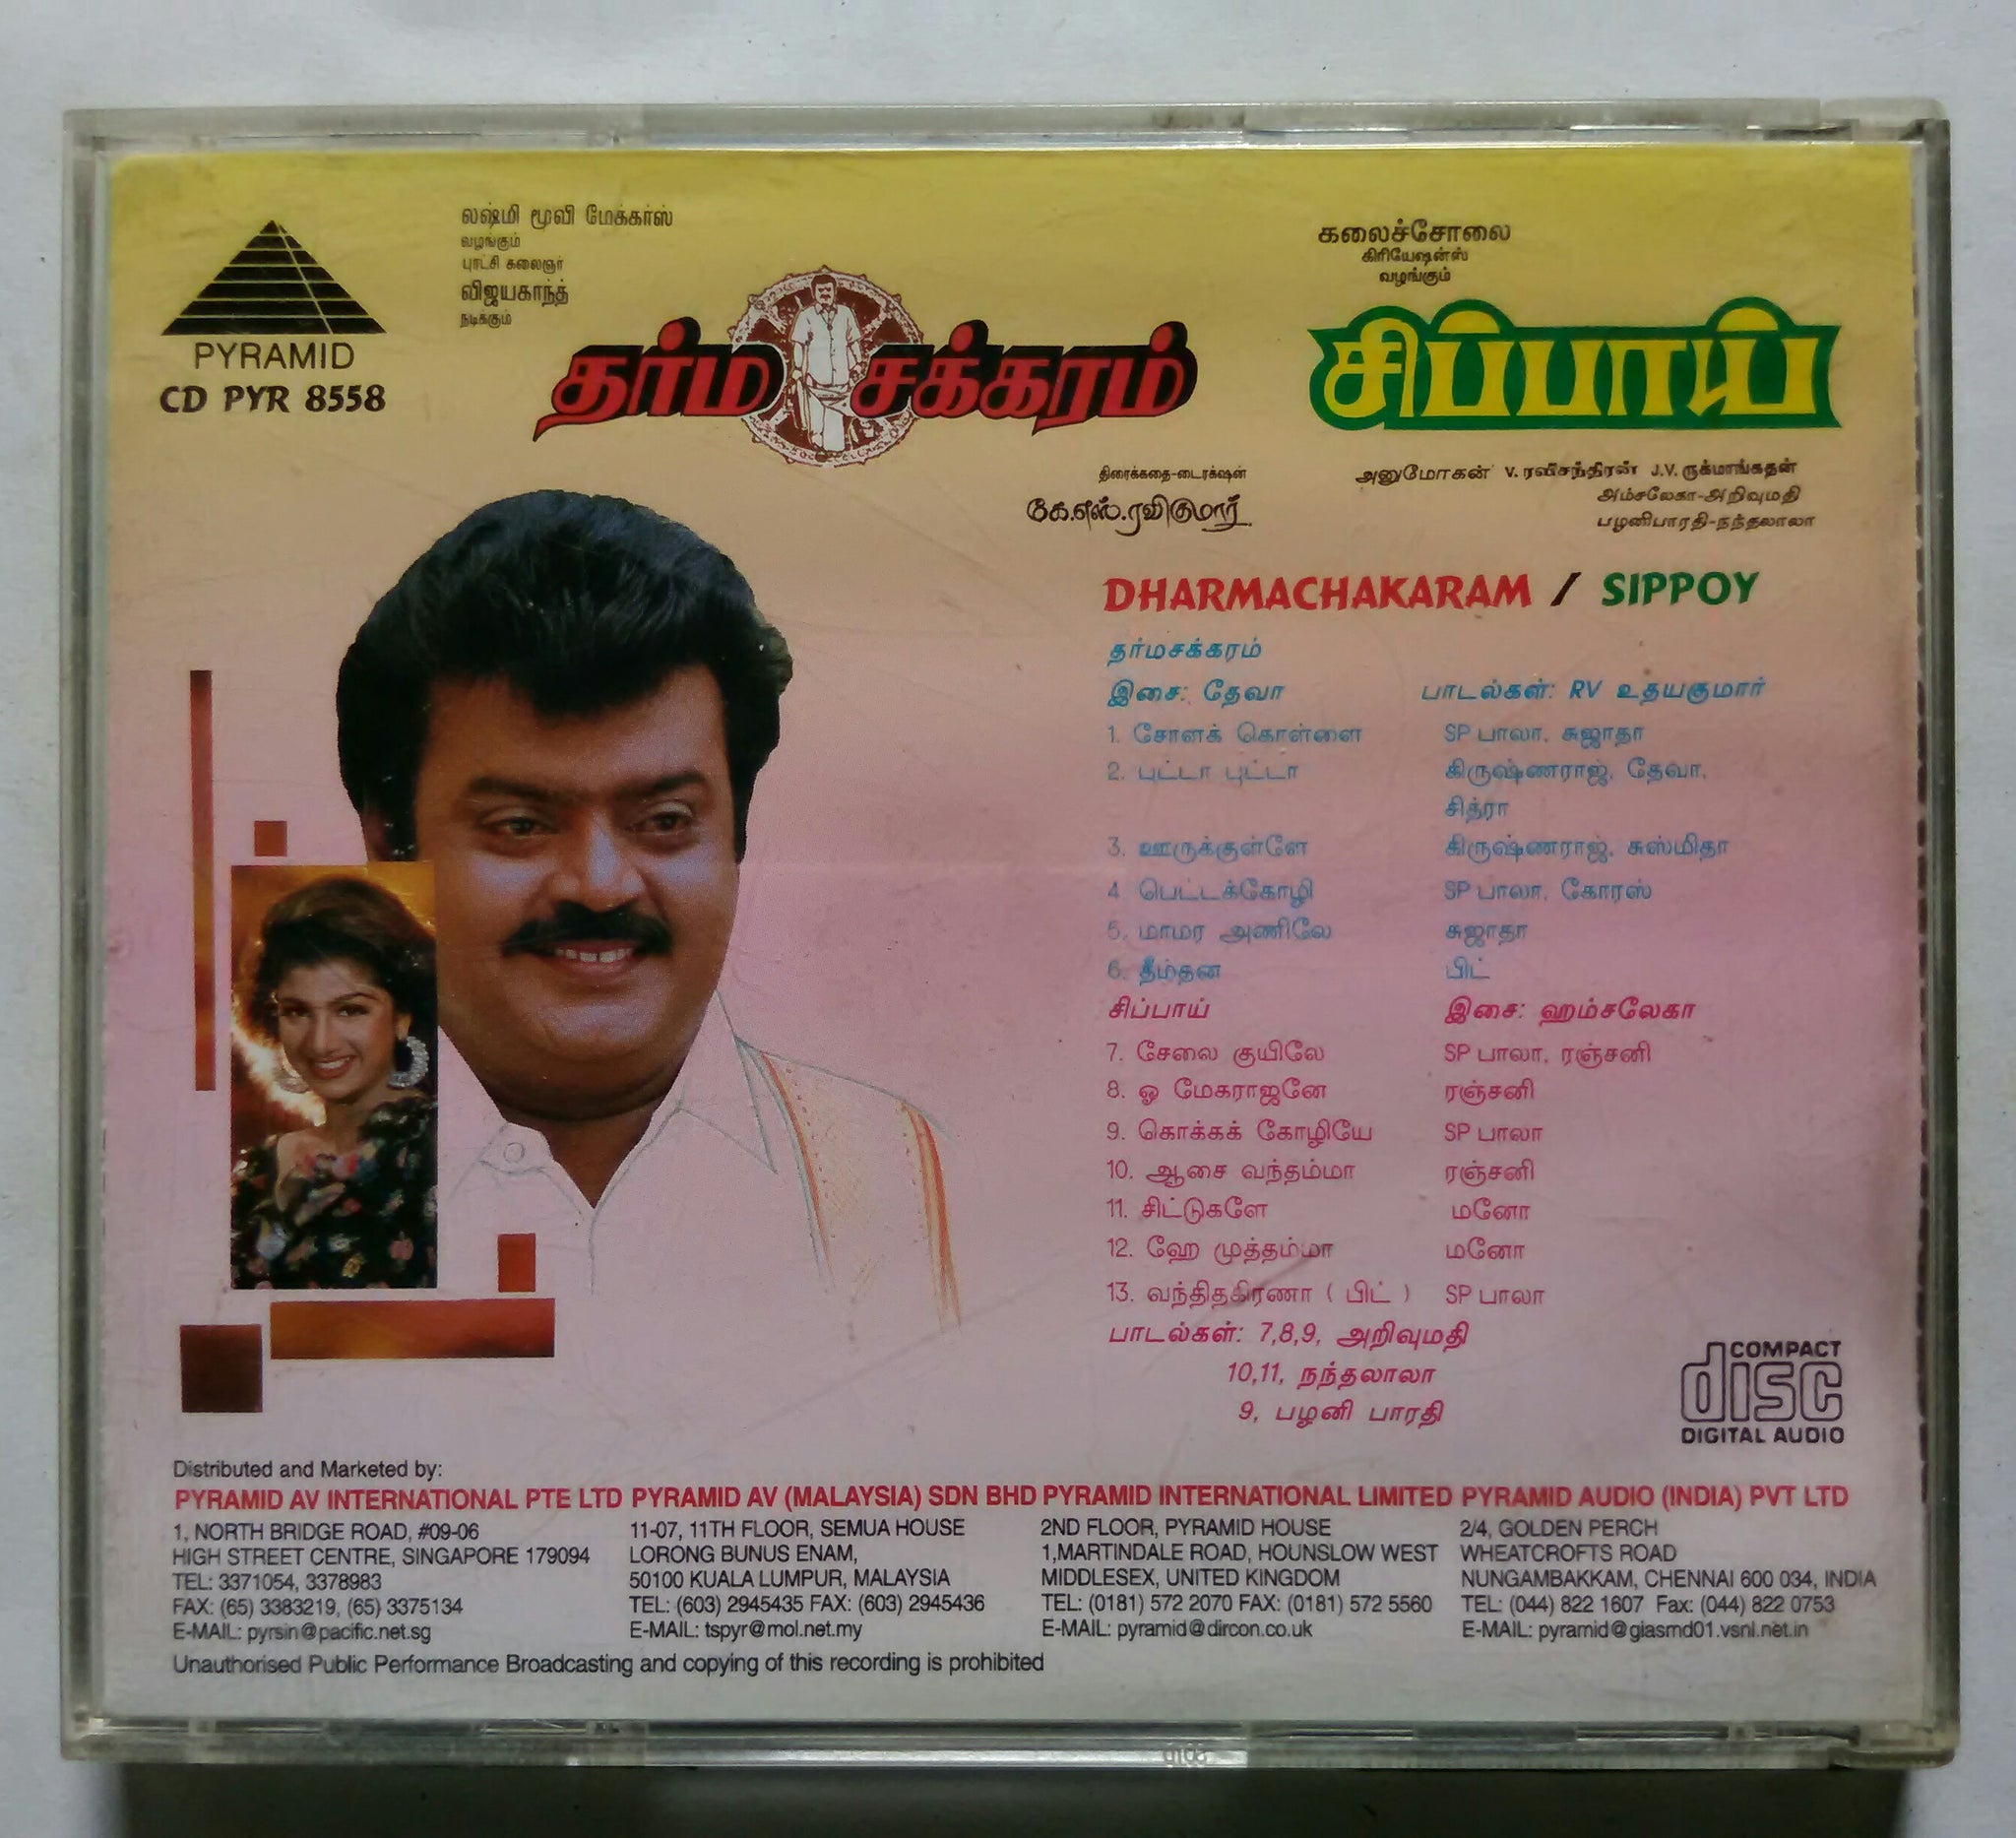 PYRAMID
CD PYR 8558
லஷ்மி மூவி மேக்கர்ஸ்
வழங்கும்
புரட்சி கலைஞர்
விஜயகாந்த்
நடிக்கும்
தர்ம சக்கரம்
திரைக்கதை-டைரக்‌ஷன்
கே.எஸ்.ரவிகுமார்
கலைச்சோலை
கிரியேஷன்ஸ்
வழங்கும்
சிப்பாய்
அனுமோகன் V. ரவிசந்திரன் J.V. ருக்மாங்கதன்
அம்சலேகா-அறிவுமதி
பழனிபாரதி-நந்தலாலா
DHARMACHAKARAM / SIPPOY
தர்மசக்கரம்
இசை: தேவா பாடல்கள்: RV உதயகுமார்
1. சோளக் கொள்ளை SP பாலா, சுஜாதா
2. புட்டா புட்டா கிருஷ்ணராஜ், தேவா,
சித்ரா
3. ஊருக்குள்ளே கிருஷ்ணராஜ், சுஸ்மிதா
4 பெட்டக்கோழி SP பாலா, கோரஸ்
5. மாமர அணிலே சுஜாதா
6. தீம்தன பிட்
சிப்பாய் இசை: ஹம்சலேகா
7. சேலை குயிலே SP பாலா, ரஞ்சனி
8. ஓ மேகராஜனே ரஞ்சனி
9. கொக்கக் கோழியே SP பாலா
10. ஆசை வந்தம்மா ரஞ்சனி
11. சிட்டுகளே மனோ
12. ஹே முத்தம்மா மனோ
13. வந்திதகிரணா ( பிட் ) SP பாலா
பாடல்கள்: 7,8,9, அறிவுமதி
10,11, நந்தலாலா
9, பழனி பாரதி
COMPACT
disc
DIGITAL AUDIO
Distributed and Marketed by:
PYRAMID AV INTERNATIONAL PTE LTD PYRAMID AV (MALAYSIA) SDN BHD PYRAMID INTERNATIONAL LIMITED PYRAMID AUDIO (INDIA) PVT LTD
1, NORTH BRIDGE ROAD, #09-06
HIGH STREET CENTRE, SINGAPORE 179094
TEL: 3371054, 3378983
FAX: (65) 3383219, (65) 3375134
E-MAIL: pyrsin@pacific.net.sg
11-07, 11TH FLOOR, SEMUA HOUSE
LORONG BUNUS ENAM,
50100 KUALA LUMPUR, MALAYSIA
TEL: (603) 2945435 FAX: (603) 2945436
E-MAIL: tspyr@mol.net.my
2ND FLOOR, PYRAMID HOUSE
1,MARTINDALE ROAD, HOUNSLOW WEST
MIDDLESEX, UNITED KINGDOM
TEL: (0181) 572 2070 FAX: (0181) 572 5560
E-MAIL: pyramid@dircon.co.uk
2/4, GOLDEN PERCH
WHEATCROFTS ROAD
NUNGAMBAKKAM, CHENNAI 600 034, INDIA
TEL: (044) 822 1607 Fax: (044) 822 0753
E-MAIL: pyramid@giasmd01.vsnl.net.in
Unauthorised Public Performance Broadcasting and copying of this recording is prohibited